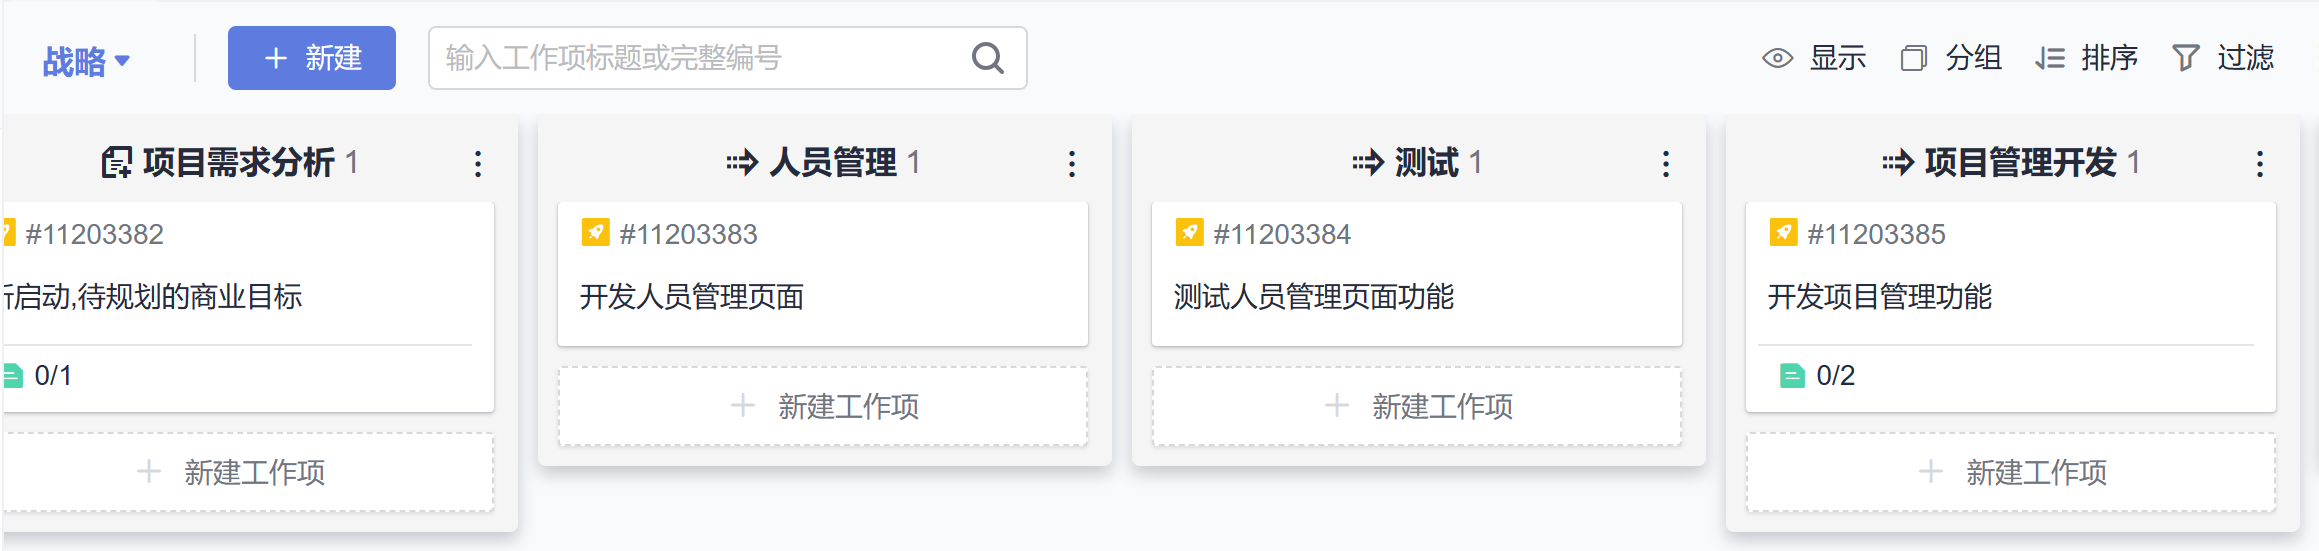 战略
新建
输入工作项标题或完整编号
显示
分组
排序
过滤
项目需求分析 1
#11203382
启动,待规划的商业目标
0/1
新建工作项
人员管理 1
#11203383
开发人员管理页面
新建工作项
测试 1
#11203384
测试人员管理页面功能
新建工作项
项目管理开发 1
#11203385
开发项目管理功能
0/2
新建工作项